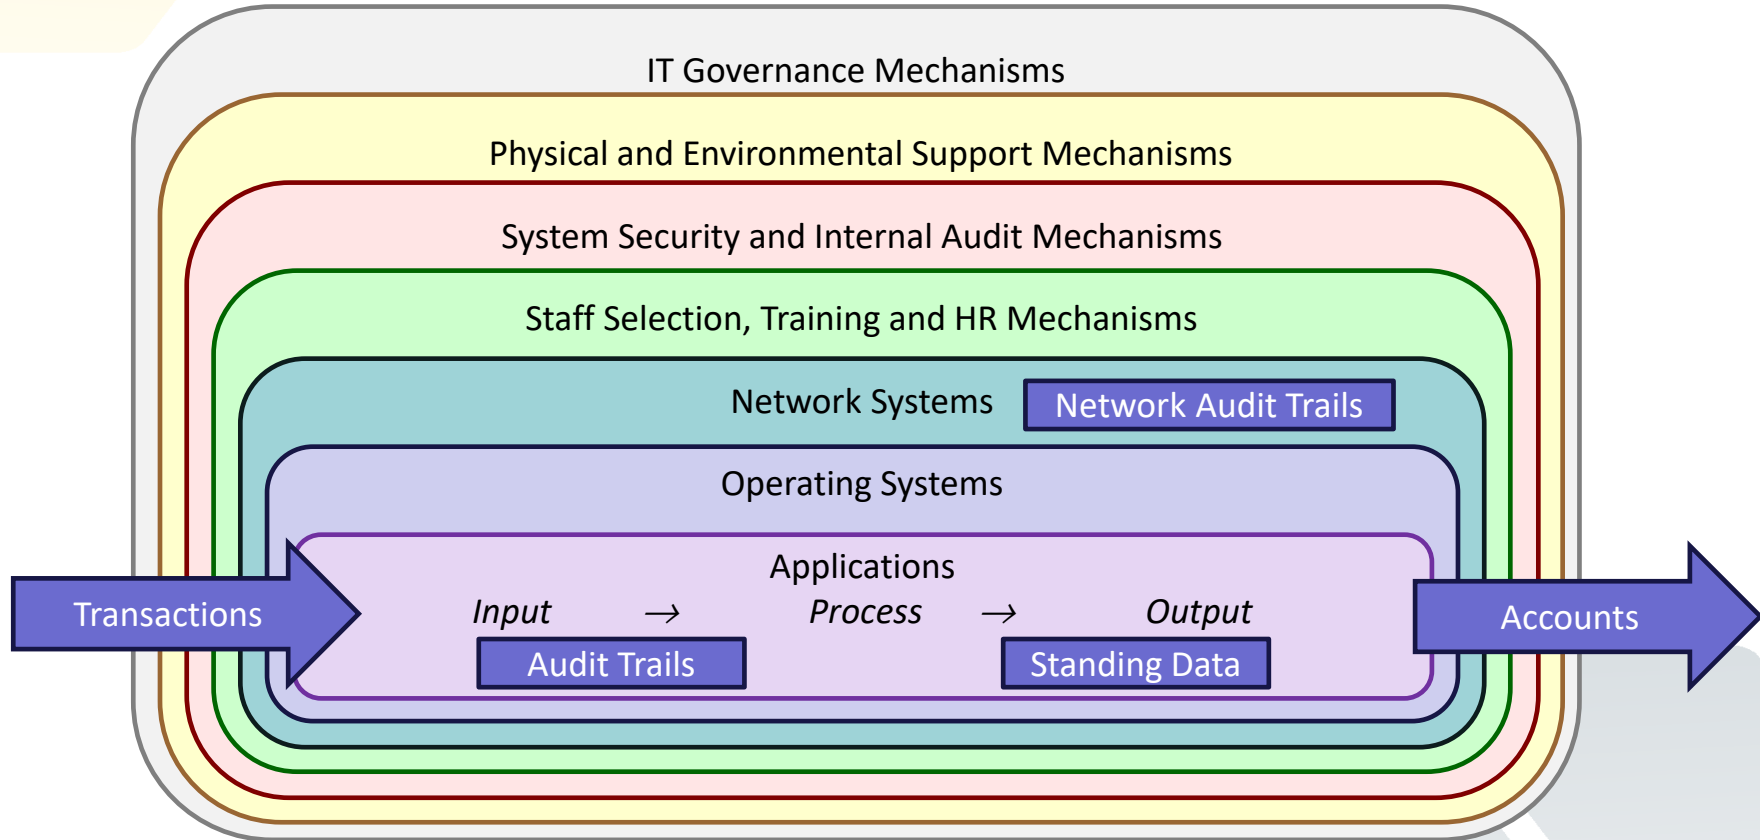 IT Governance Mechanisms
Physical and Environmental Support Mechanisms
System Security and Internal Audit Mechanisms
Staff Selection, Training and HR Mechanisms
Network Systems Network Audit Trails
Operating Systems
Applications
Transactions Input → Process → Output Accounts
Audit Trails Standing Data